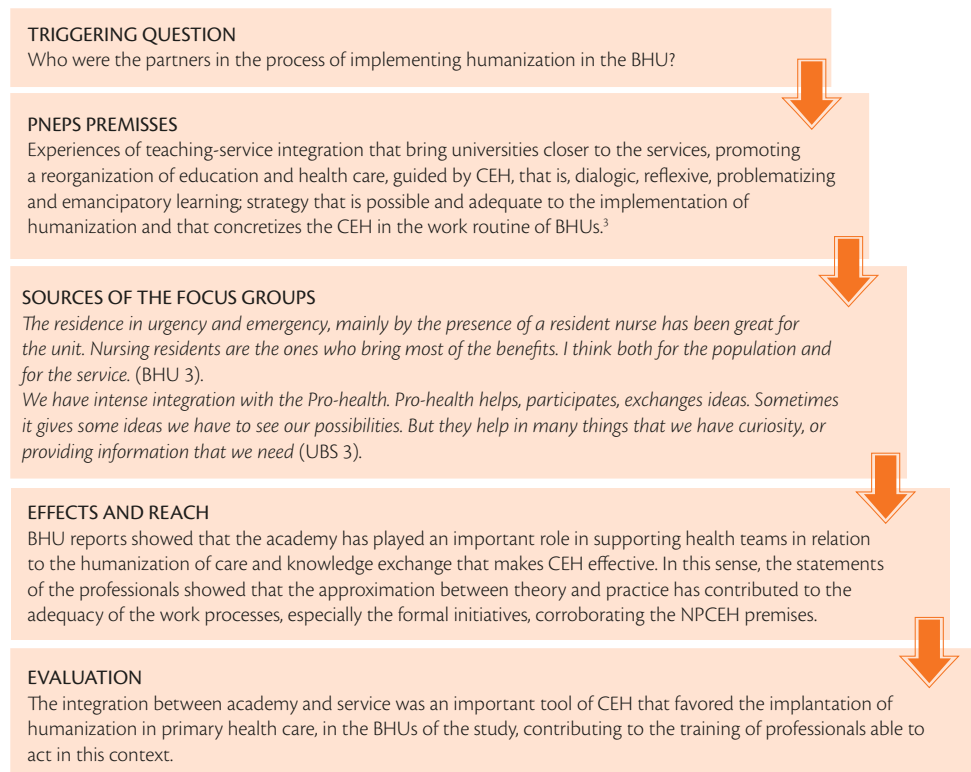 TRIGGERING QUESTION
Who were the partners in the process of implementing humanization in the BHU?
PNEPS PREMISSES
Experiences of teaching-service integration that bring universities closer to the services, promoting
a reorganization of education and health care, guided by CEH, that is, dialogic, reflexive, problematizing
and emancipatory learning; strategy that is possible and adequate to the implementation of
humanization and that concretizes the CEH in the work routine of BHUs.³
SOURCES OF THE FOCUS GROUPS
The residence in urgency and emergency, mainly by the presence of a resident nurse has been great for
the unit. Nursing residents are the ones who bring most of the benefits. I think both for the population and
for the service. (BHU 3).
We have intense integration with the Pro-health. Pro-health helps, participates, exchanges ideas. Sometimes
it gives some ideas we have to see our possibilities. But they help in many things that we have curiosity, or
providing information that we need (UBS 3).
EFFECTS AND REACH
BHU reports showed that the academy has played an important role in supporting health teams in relation
to the humanization of care and knowledge exchange that makes CEH effective. In this sense, the statements
of the professionals showed that the approximation between theory and practice has contributed to the
adequacy of the work processes, especially the formal initiatives, corroborating the NPCEH premises.
EVALUATION
The integration between academy and service was an important tool of CEH that favored the implantation of
humanization in primary health care, in the BHUs of the study, contributing to the training of professionals able to
act in this context.